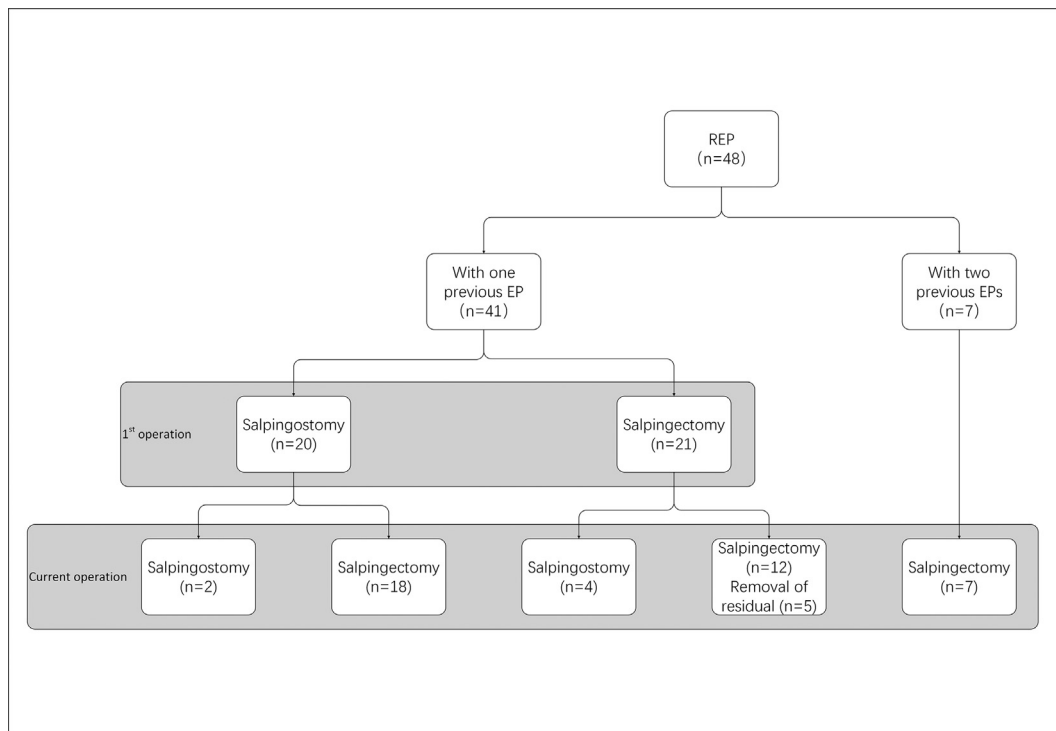 REP
(n=48)
With one
previous EP
(n=41)
With two
previous EPs
(n=7)
1st operation
Salpingostomy
(n=20)
Salpingectomy
(n=21)
Current operation
Salpingostomy
(n=2)
Salpingectomy
(n=18)
Salpingostomy
(n=4)
Salpingectomy
(n=12)
Removal of
residual (n=5)
Salpingectomy
(n=7)